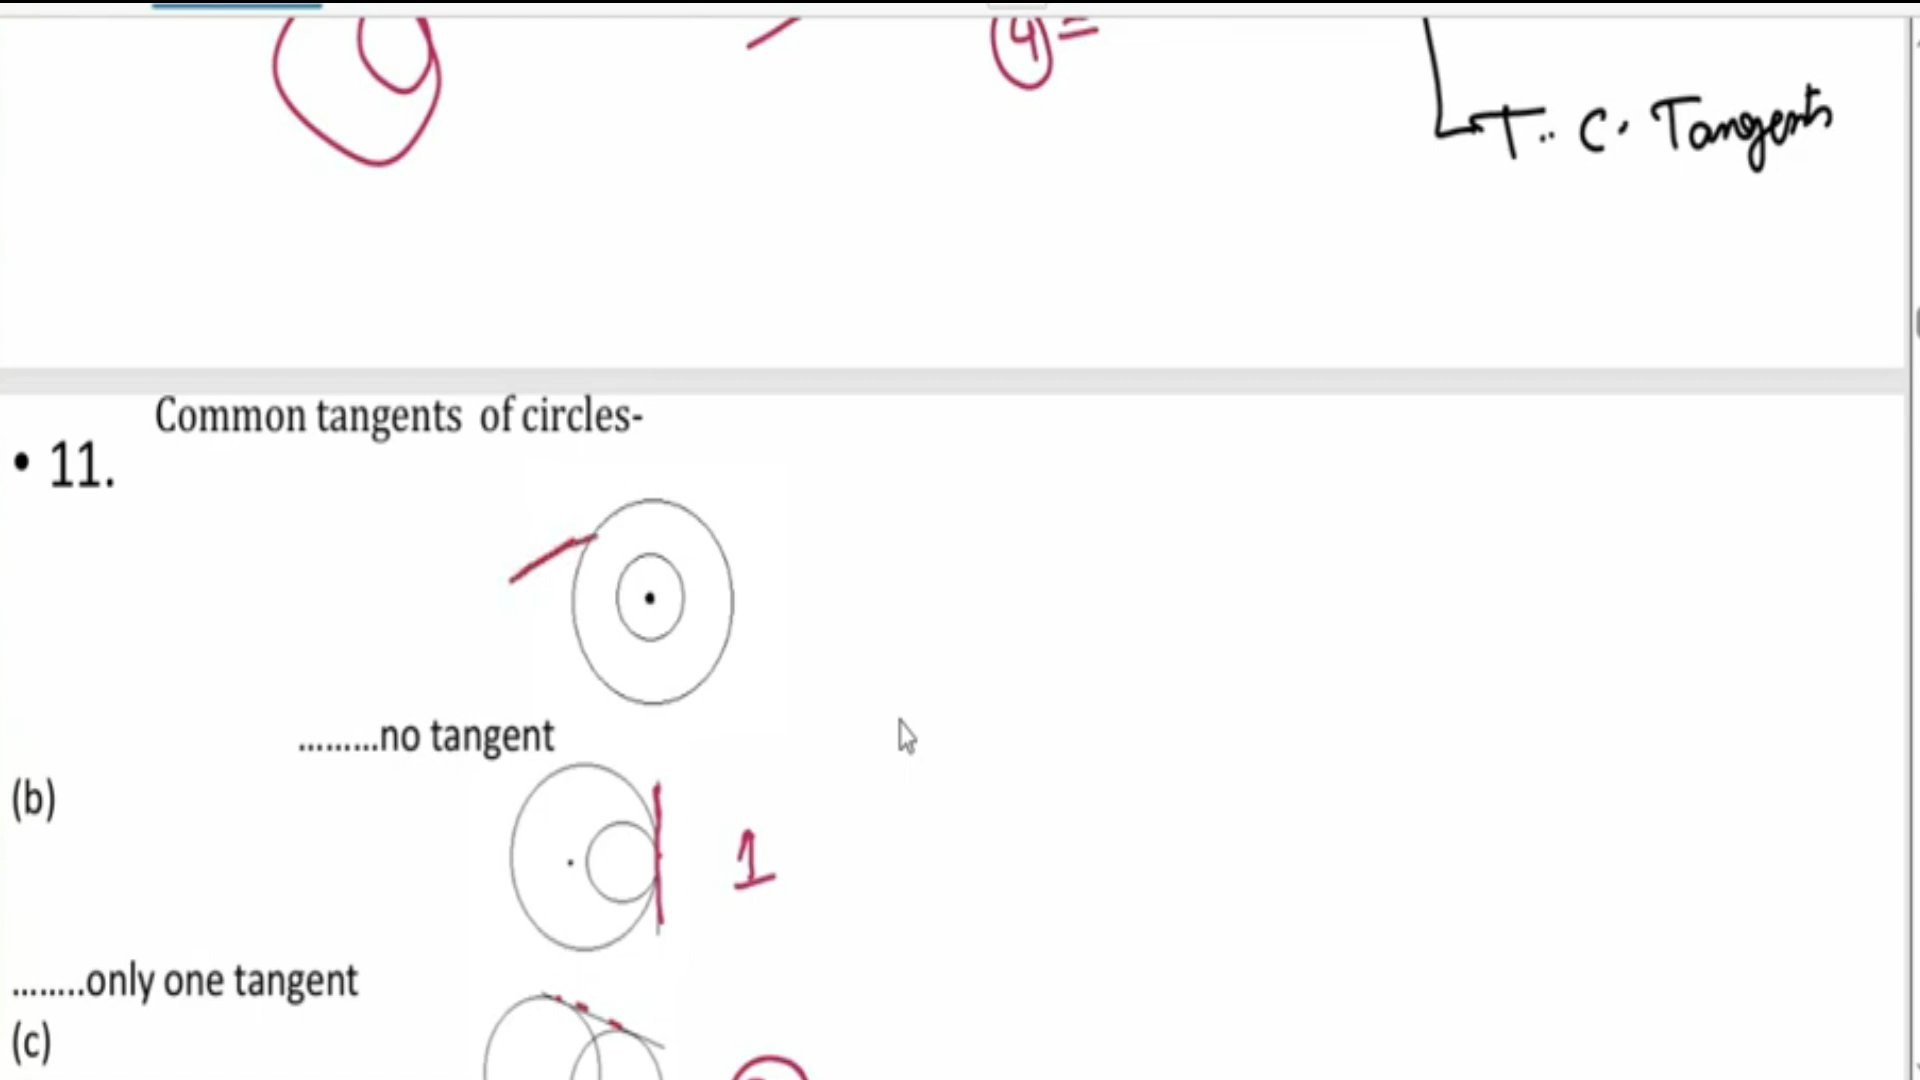 4 =
T. C. Tangents
Common tangents of circles-
• 11.
.........no tangent
(b)
1
........only one tangent
(c)